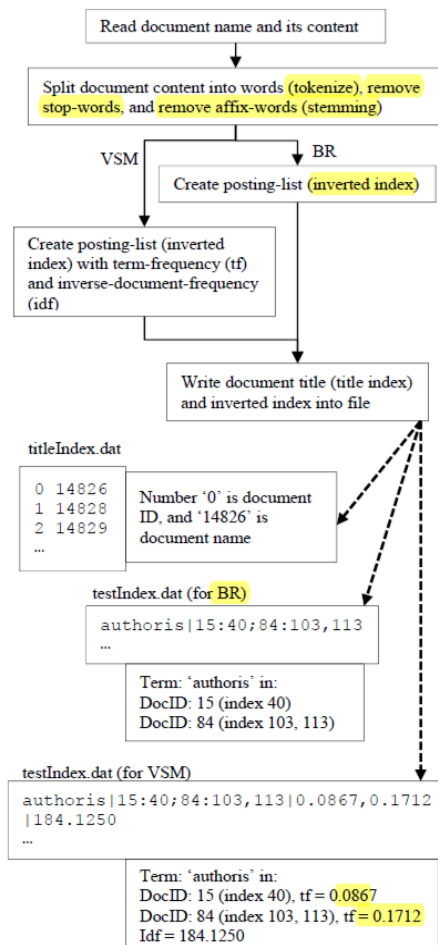 Read document name and its content
Split document content into words (tokenize), remove
stop-words, and remove affix-words (stemming)
VSM
BR
Create posting-list (inverted index)
Create posting-list (inverted
index) with term-frequency (tf)
and inverse-document-frequency
(idf)
Write document title (title index)
and inverted index into file
titleIndex.dat
0 14826
1 14828
2 14829
…
Number ‘0’ is document
ID, and ‘14826’ is
document name
testIndex.dat (for BR)
authoris|15:40;84:103,113
…
Term: ‘authoris’ in:
DocID: 15 (index 40)
DocID: 84 (index 103, 113)
testIndex.dat (for VSM)
authoris|15:40;84:103,113|0.0867,0.1712
|184.1250
…
Term: ‘authoris’ in:
DocID: 15 (index 40), tf = 0.0867
DocID: 84 (index 103, 113), tf = 0.1712
Idf = 184.1250